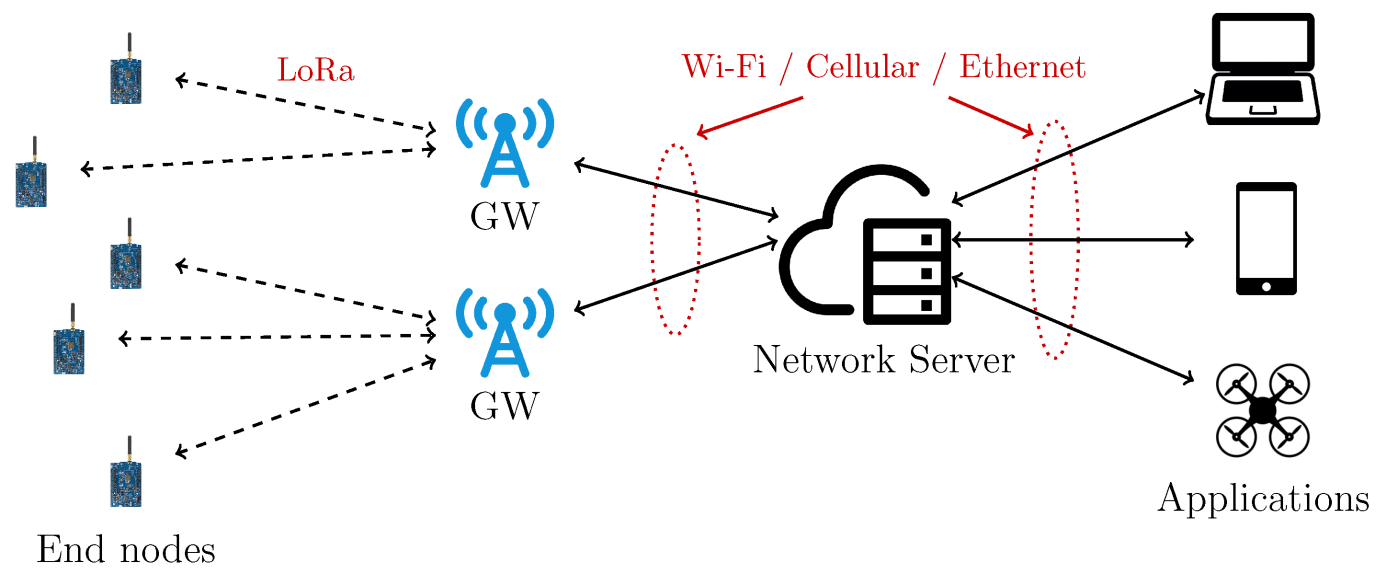 LoRa
Wi-Fi / Cellular / Ethernet
GW
Network Server
GW
Applications
End nodes